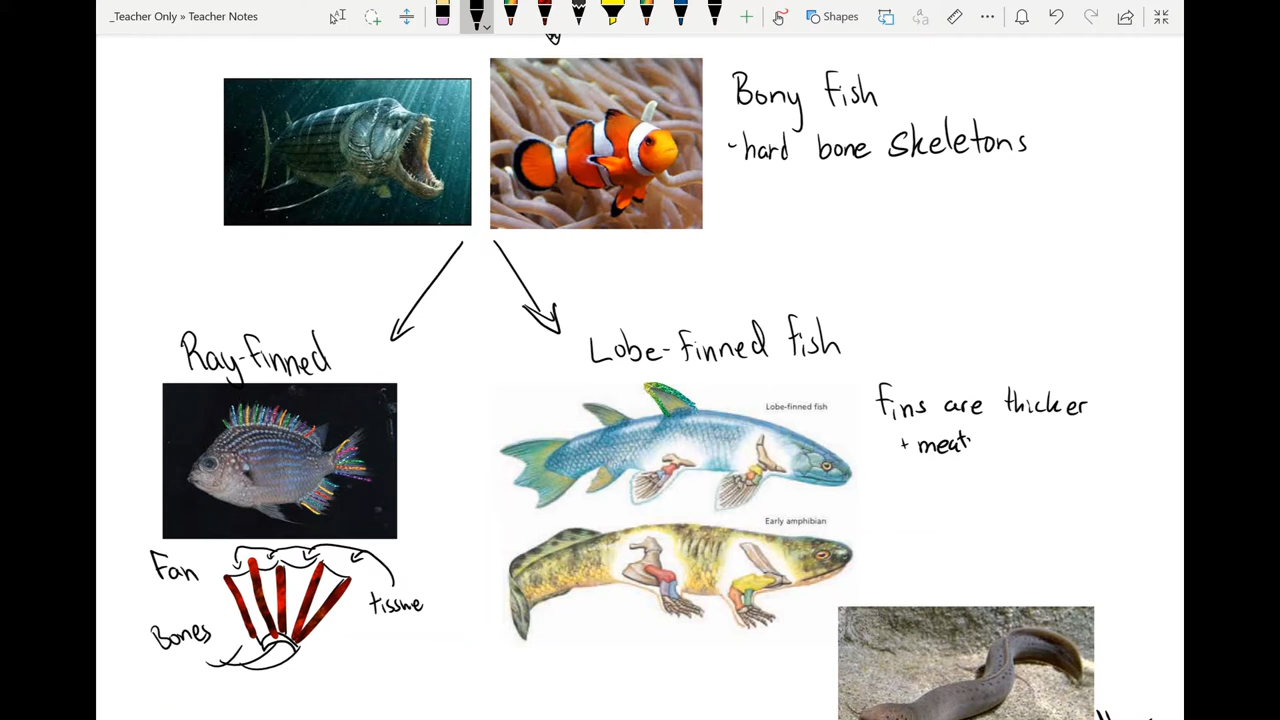 _Teacher Only » Teacher Notes
Shapes
Bony Fish
- hard bone skeletons
Ray-finned
Lobe-finned fish
Lobe-finned fish
fins are thicker
+ meat
Early amphibian
Fan
tissue
Bones